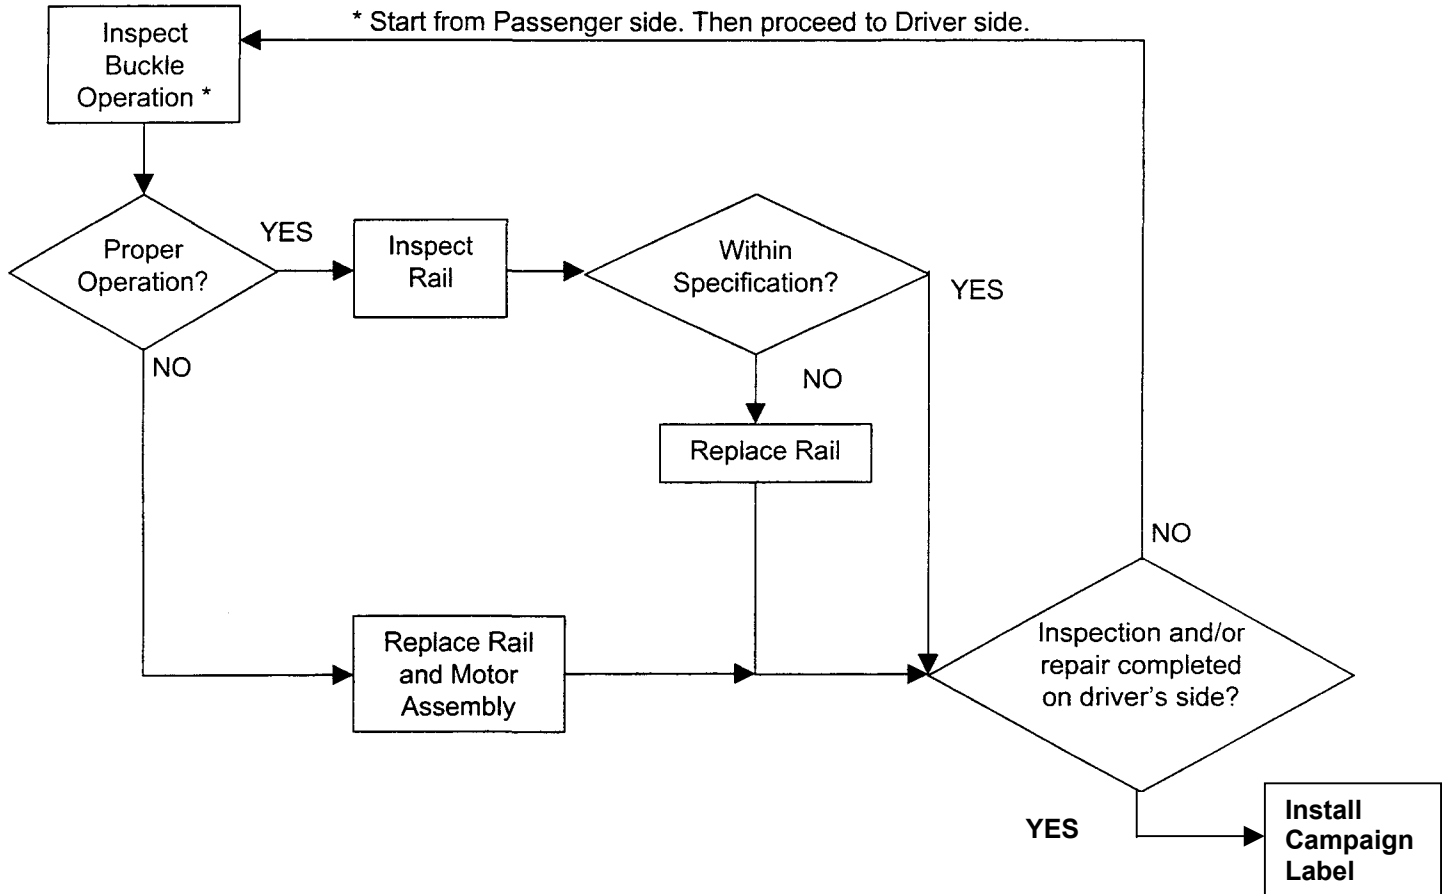 * Start from Passenger side. Then proceed to Driver side.
Inspect
Buckle
Operation *
Proper
Operation?
YES
Inspect
Rail
Within
Specification?
YES
NO
NO
Replace Rail
NO
Replace Rail
and Motor
Assembly
Inspection and/or
repair completed
on driver's side?
YES
Install
Campaign
Label